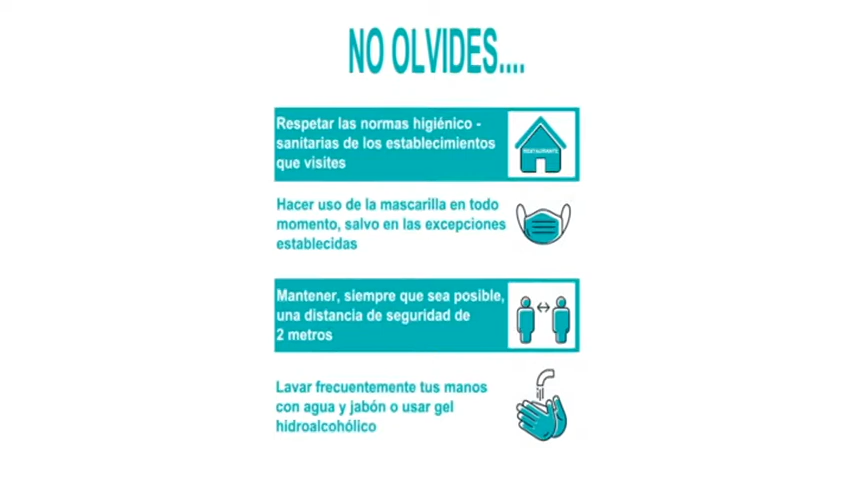 NO OLVIDES....
Respetar las normas higiénico -
sanitarias de los establecimientos
que visites
RESTAURANTE
Hacer uso de la mascarilla en todo
momento, salvo en las excepciones
establecidas
Mantener, siempre que sea posible,
una distancia de seguridad de
2 metros
Lavar frecuentemente tus manos
con agua y jabón o usar gel
hidroalcohólico